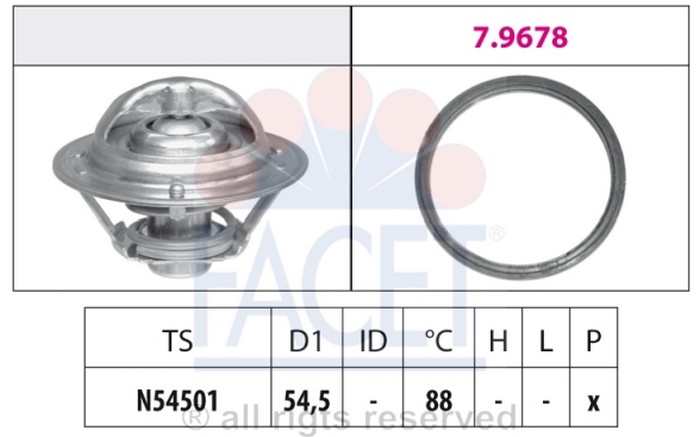 7.9678
FACET
TS D1 ID °C H L P
N54501 54,5 - 88 - - x
® all rigts reserved